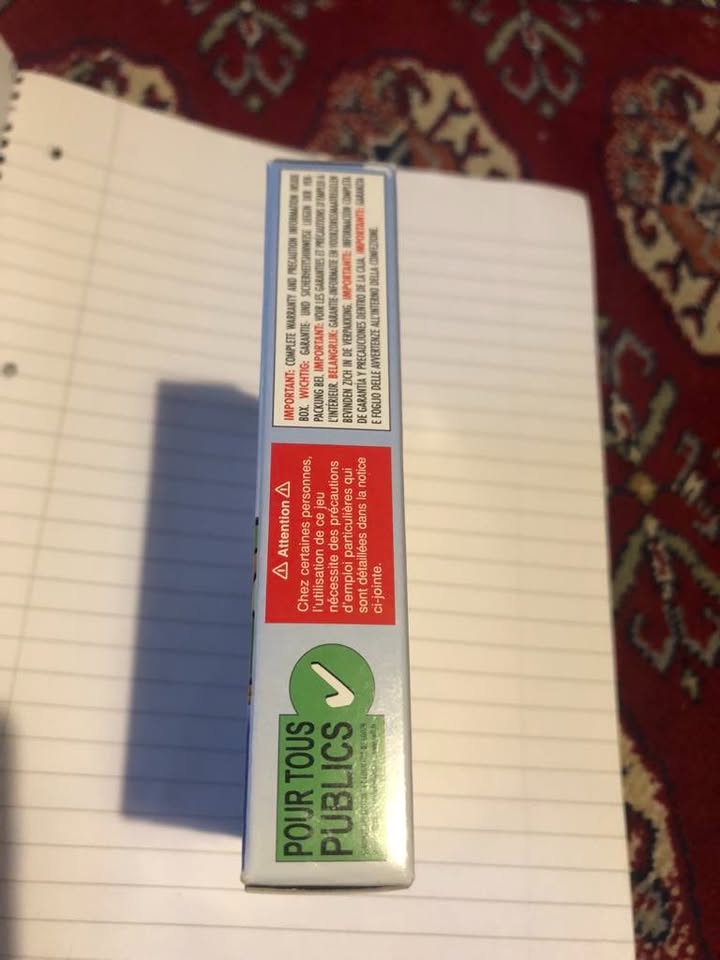 IMPORTANT: COMPLETE WARRANTY AND PRECAUTION INFORMATION INSIDE
BOX. WICHTIG: GARANTIE- UND SICHERHEITSHINWEISE LIEGEN DER VER-
PACKUNG BEI. IMPORTANT: VOIR LES GARANTIES ET PRÉCAUTIONS D'EMPLOI À
L'INTÉRIEUR. BELANGRIJK: GARANTIE-INFORMATIE EN VOORZORGSMAATREGELEN
BEVINDEN ZICH IN DE VERPAKKING. IMPORTANTE: INFORMACIÓN COMPLETA
DE GARANTÍA Y PRECAUCIONES DENTRO DE LA CAJA. IMPORTANTE: GARANZIA
E FOGLIO DELLE AVVERTENZE ALL'INTERNO DELLA CONFEZIONE.
⚠ Attention ⚠
Chez certaines personnes,
l'utilisation de ce jeu
nécessite des précautions
d'emploi particulières qui
sont détaillées dans la notice
ci-jointe.
POUR TOUS
PUBLICS